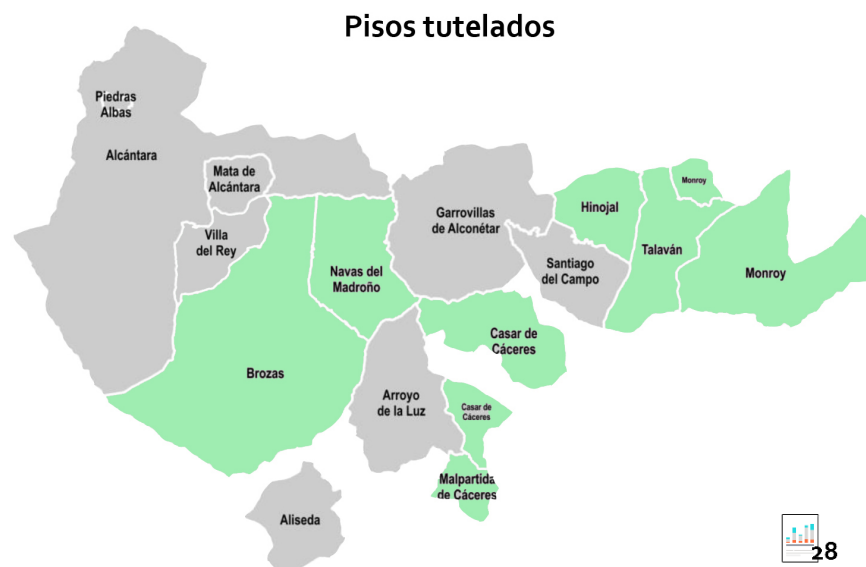 Pisos tutelados
Piedras
Albas
Alcántara
Mata de
Alcántara
Villa
del Rey
Garrovillas
de Alconétar
Hinojal
Monroy
Talaván
Monroy
Santiago
del Campo
Navas del
Madroño
Casar de
Cáceres
Brozas
Arroyo
de la Luz
Casar de
Cáceres
Malpartida
de Cáceres
Aliseda
28